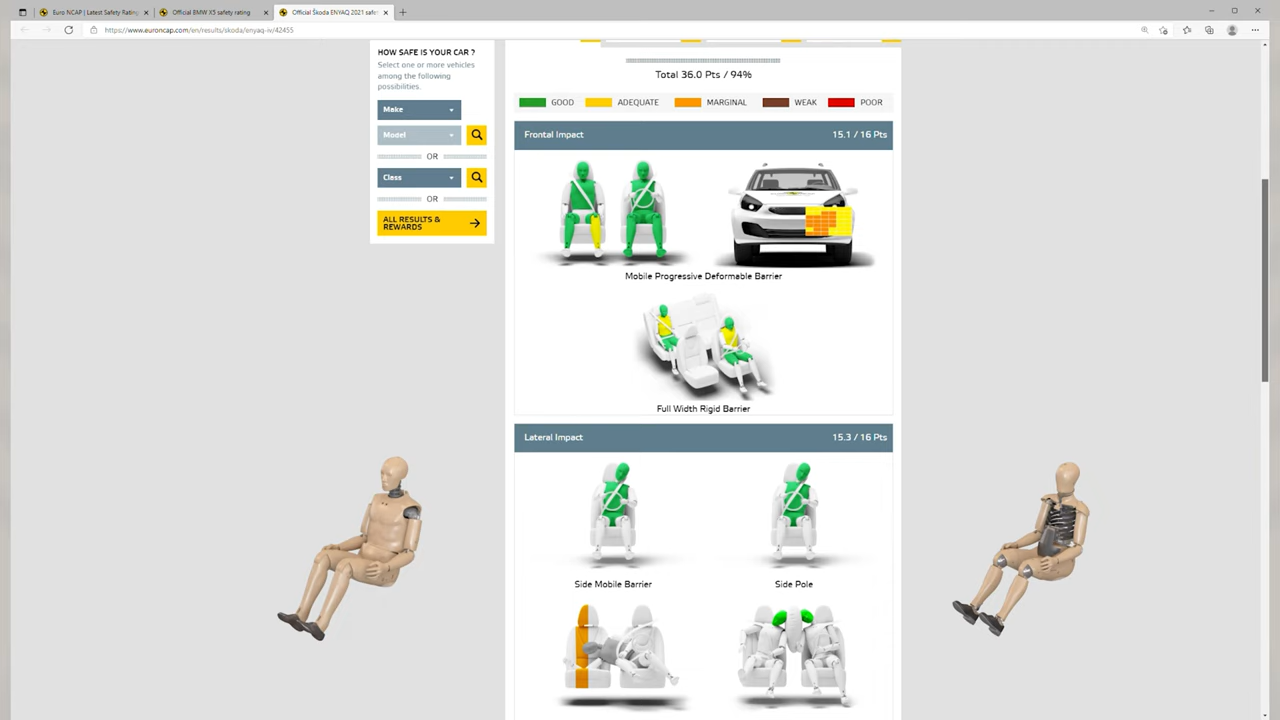 Euro NCAP | Latest Safety Rating
Official BMW X5 safety rating
Official Škoda ENYAQ 2021 safe
https://www.euroncap.com/en/results/skoda/enyaq-iv/42455
HOW SAFE IS YOUR CAR ?
Select one or more vehicles
among the following
possibilities.
Make
Model
OR
Class
OR
ALL RESULTS &
REWARDS
Total 36.0 Pts / 94%
GOOD
ADEQUATE
MARGINAL
WEAK
POOR
Frontal Impact
15.1 / 16 Pts
Mobile Progressive Deformable Barrier
Full Width Rigid Barrier
Lateral Impact
15.3 / 16 Pts
Side Mobile Barrier
Side Pole